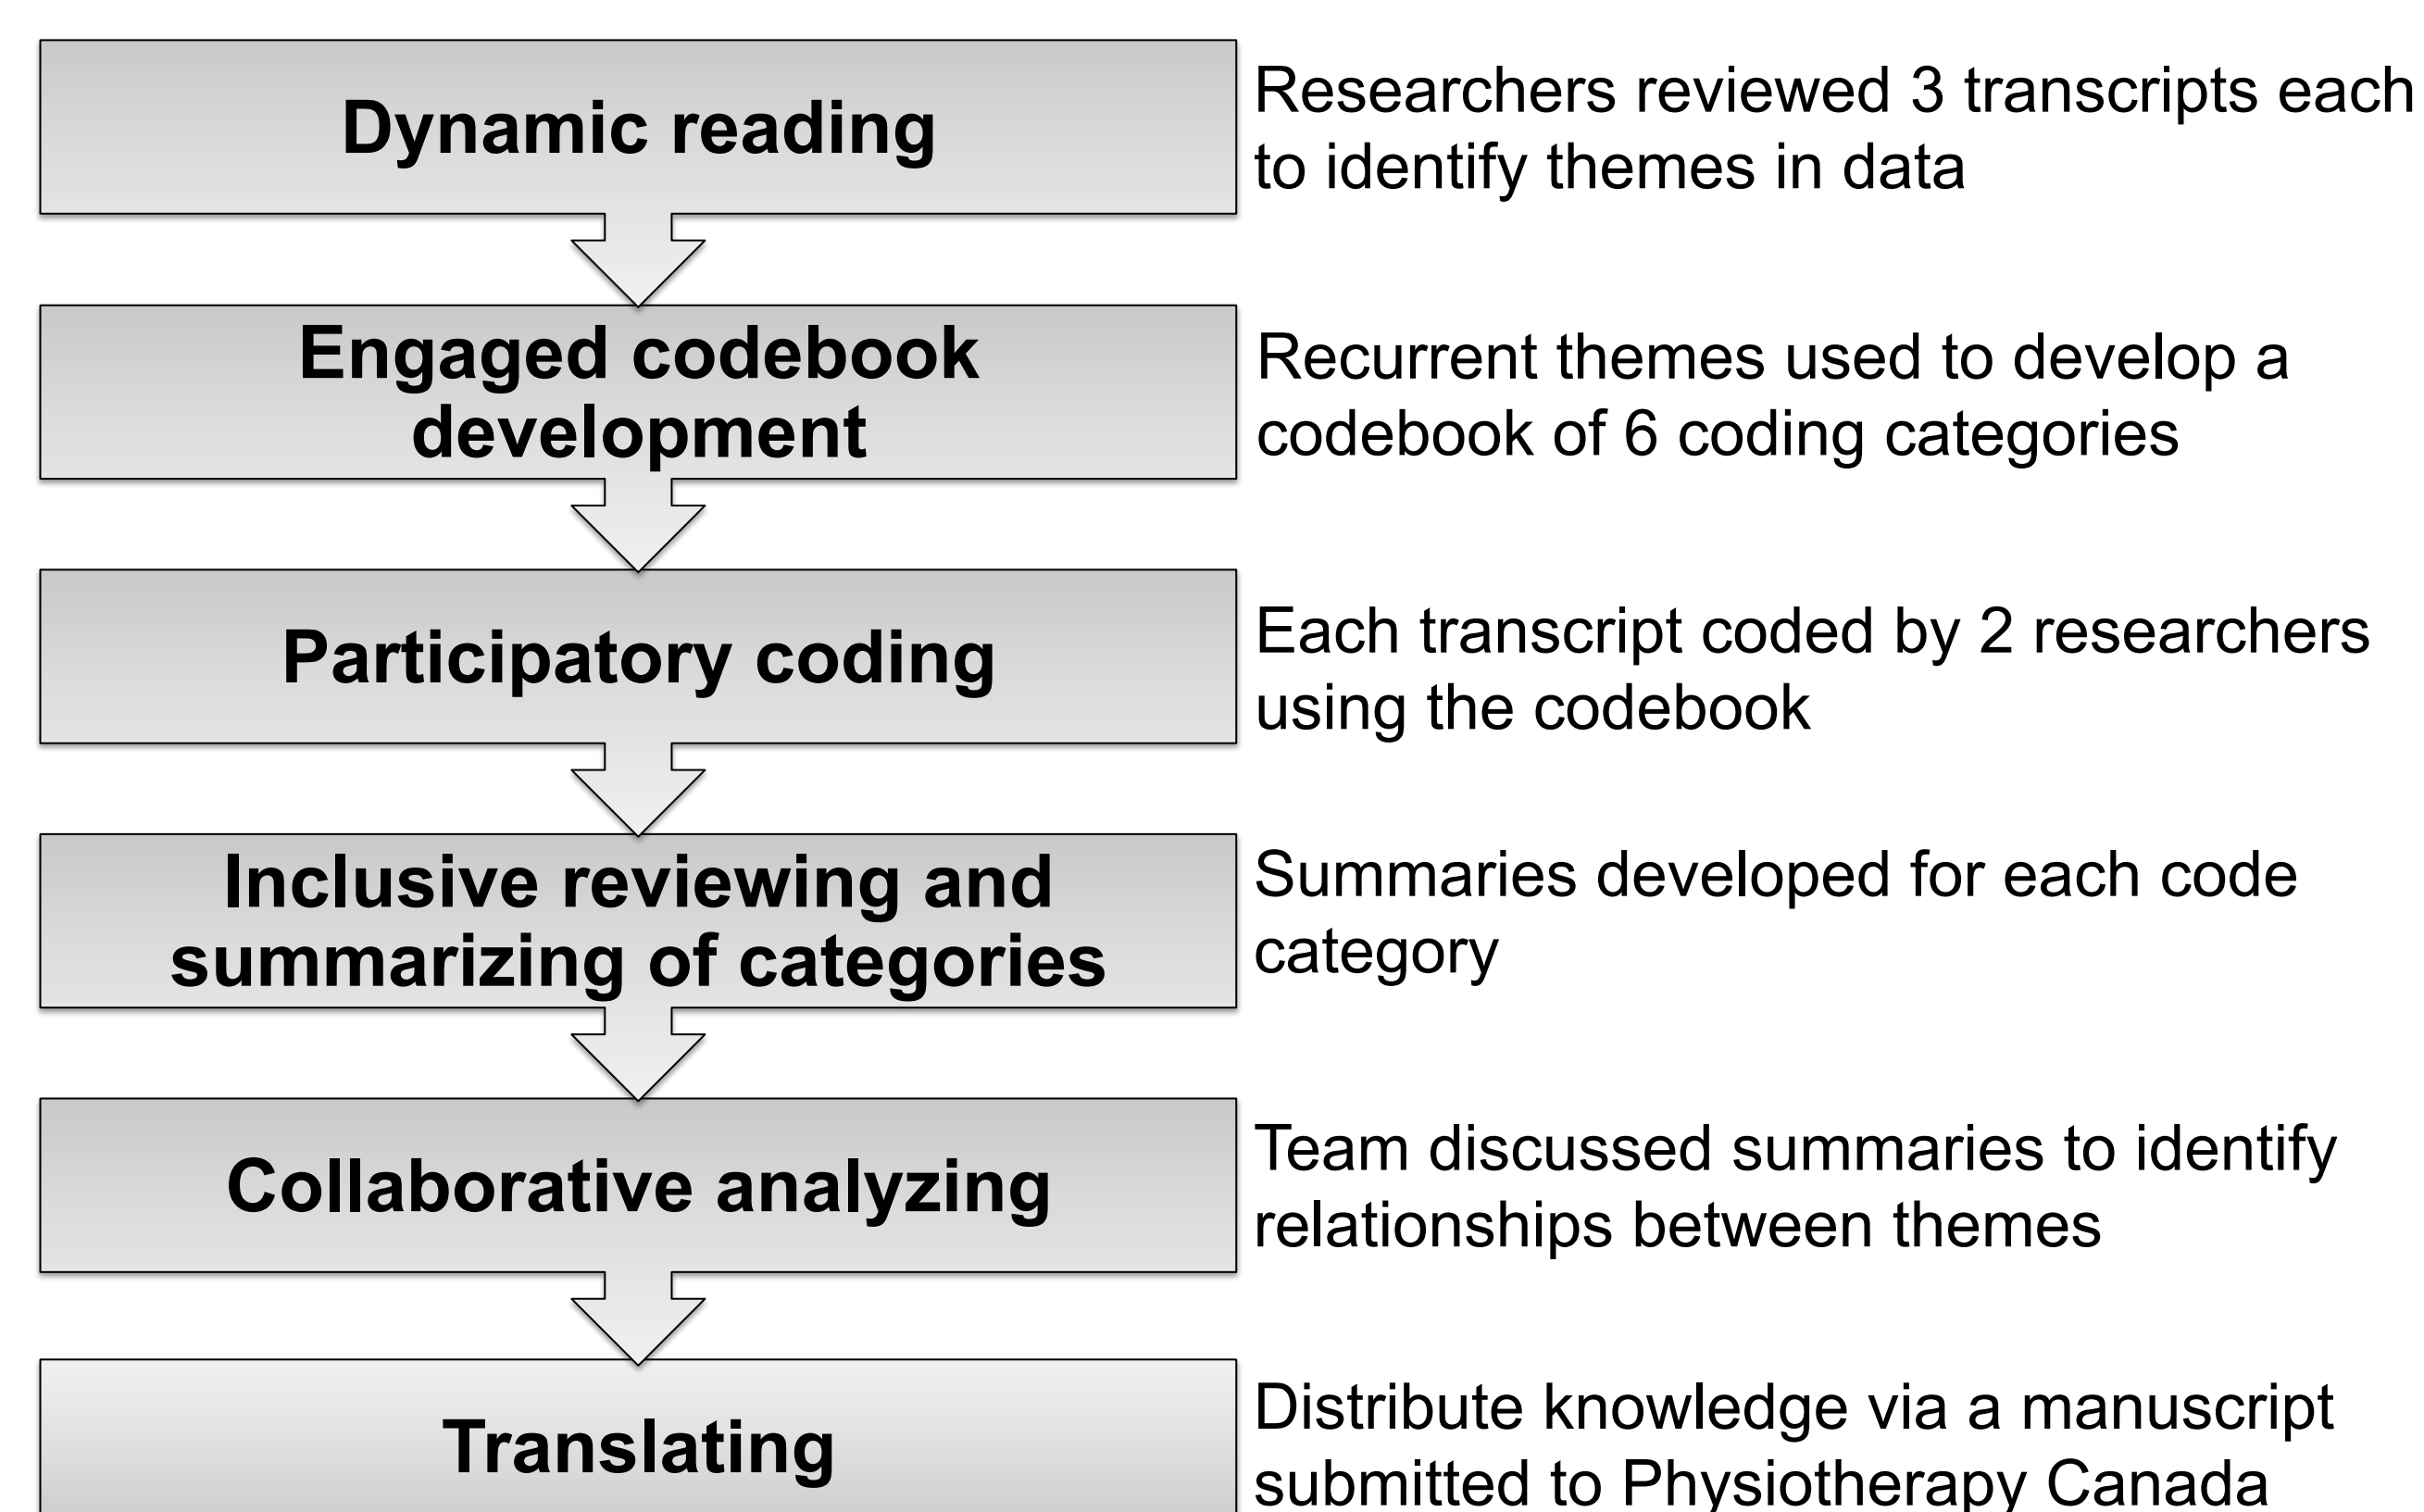 Dynamic reading
Researchers reviewed 3 transcripts each
to identify themes in data
Engaged codebook
development
Recurrent themes used to develop a
codebook of 6 coding categories
Participatory coding
Each transcript coded by 2 researchers
using the codebook
Inclusive reviewing and
summarizing of categories
Summaries developed for each code
category
Collaborative analyzing
Team discussed summaries to identify
relationships between themes
Translating
Distribute knowledge via a manuscript
submitted to Physiotherapy Canada